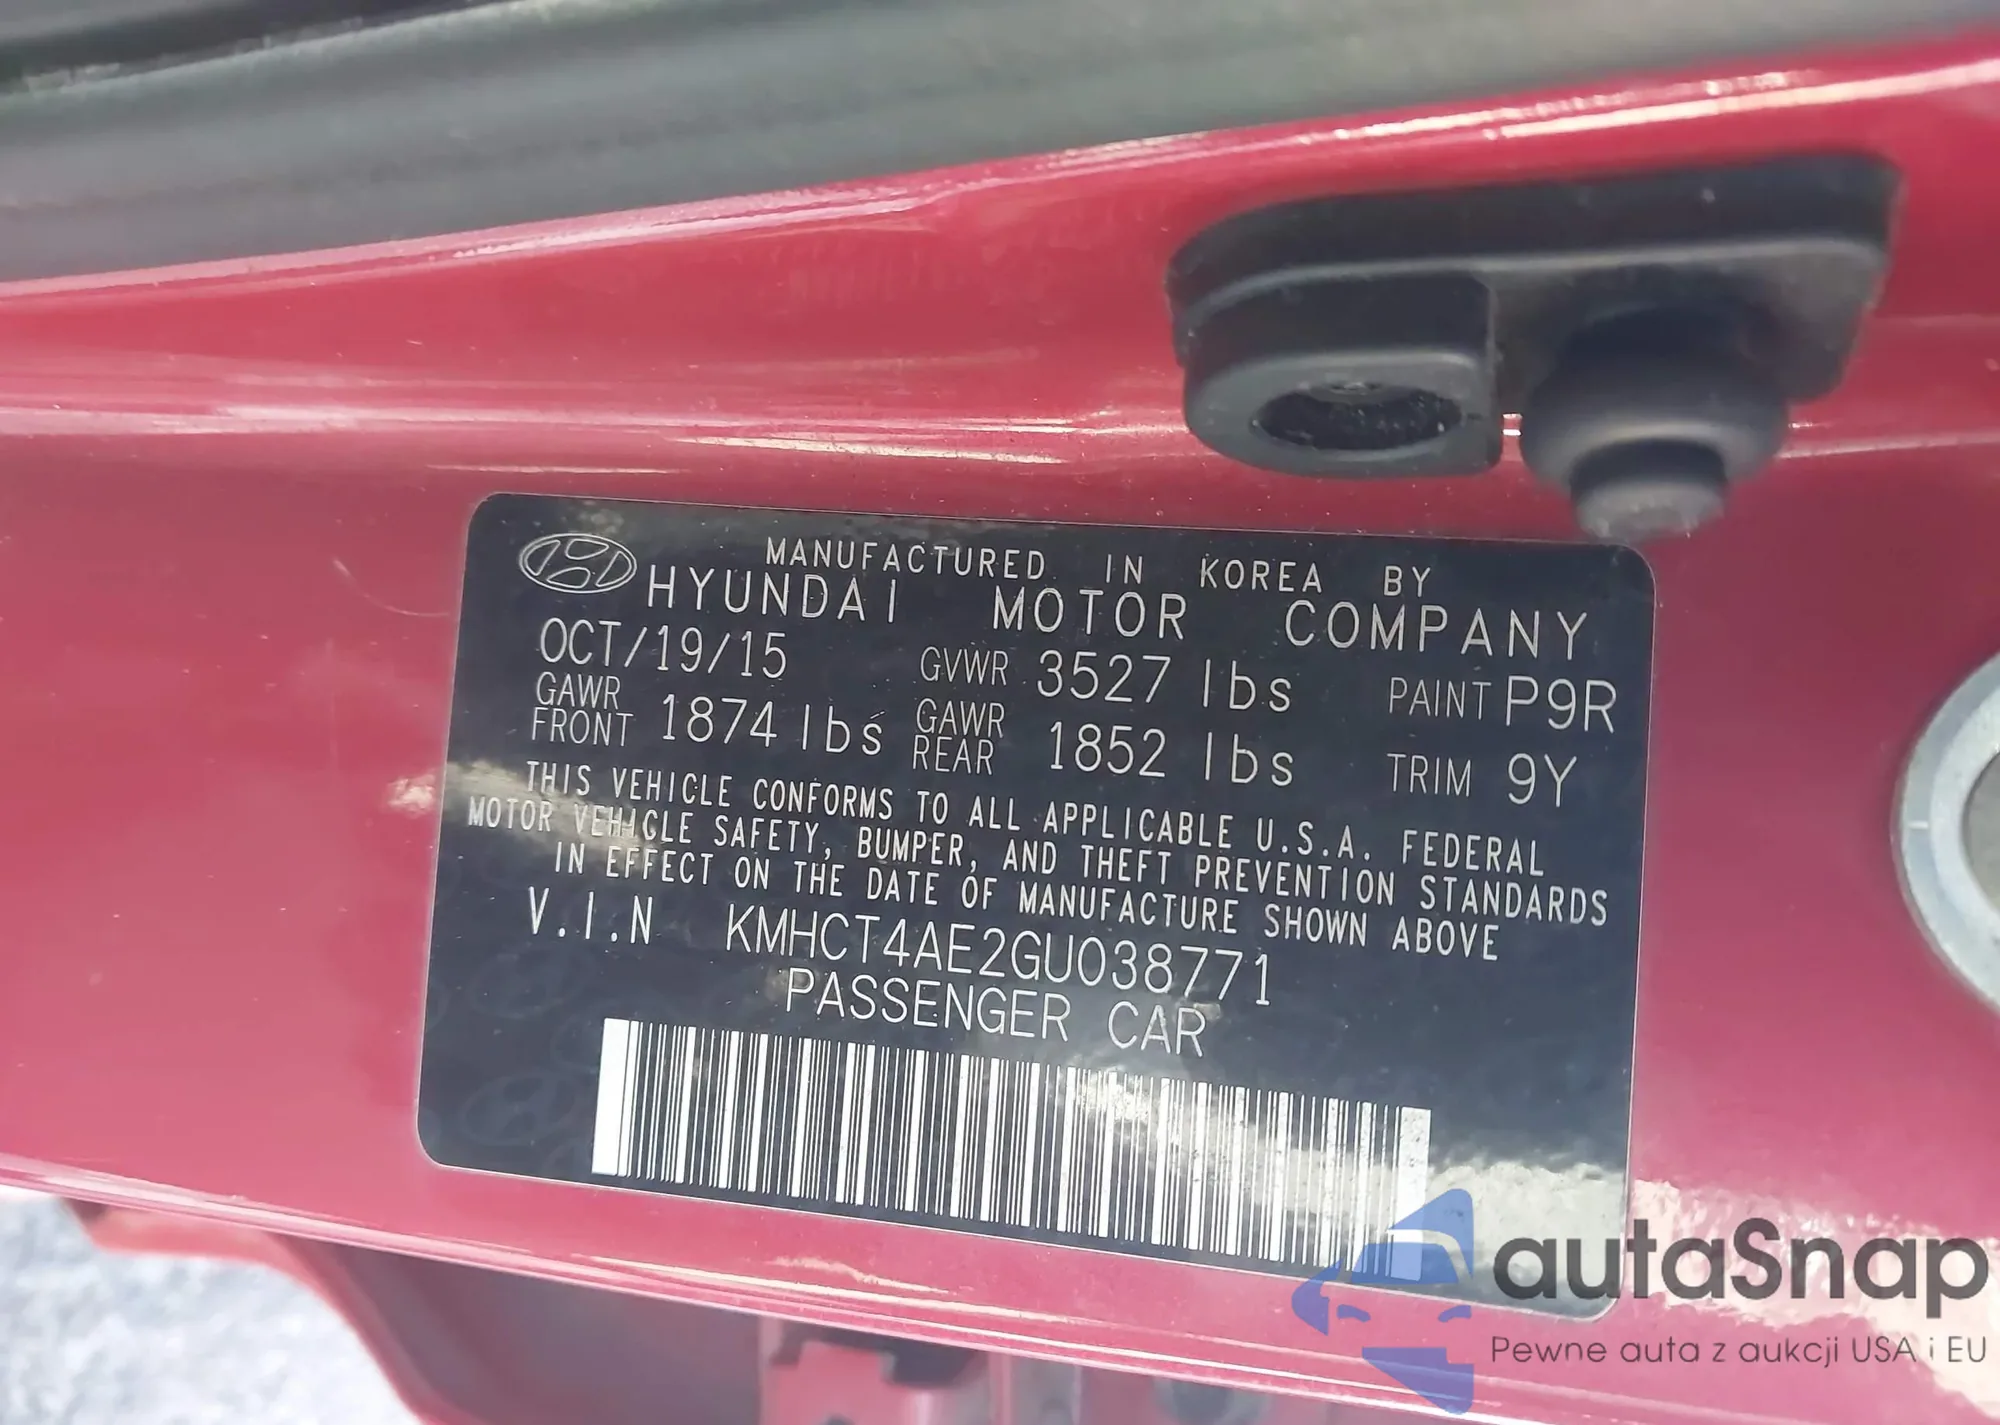 MANUFACTURED IN KOREA BY
HYUNDAI MOTOR COMPANY
OCT/19/15 GVWR 3527 lbs PAINT P9R
GAWR FRONT 1874 lbs GAWR REAR 1852 lbs TRIM 9Y
THIS VEHICLE CONFORMS TO ALL APPLICABLE U.S.A. FEDERAL
MOTOR VEHICLE SAFETY, BUMPER, AND THEFT PREVENTION STANDARDS
IN EFFECT ON THE DATE OF MANUFACTURE SHOWN ABOVE
V.I.N KMHCT4AE2GU038771
PASSENGER CAR
autaSnap
Pewne auta z aukcji USA i EU